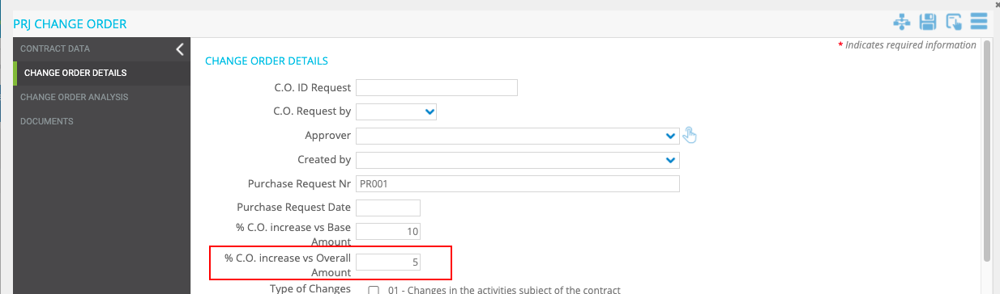 PRJ CHANGE ORDER
* Indicates required information
CONTRACT DATA
CHANGE ORDER DETAILS
CHANGE ORDER ANALYSIS
DOCUMENTS
CHANGE ORDER DETAILS
C.O. ID Request
C.O. Request by
Approver
Created by
Purchase Request Nr PR001
Purchase Request Date
% C.O. increase vs Base
Amount 10
% C.O. increase vs Overall
Amount 5
Type of Changes 01 - Changes in the activities subject of the contract